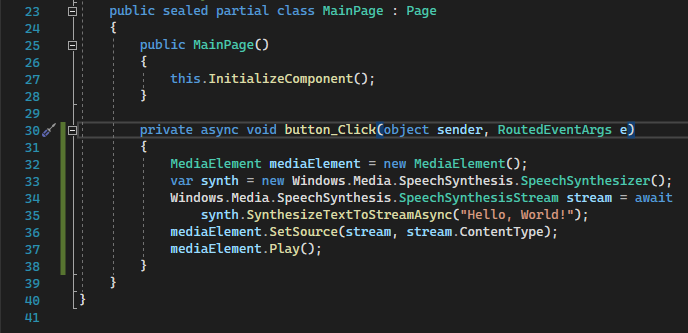 23 public sealed partial class MainPage : Page
24 {
25 public MainPage()
26 {
27 this.InitializeComponent();
28 }
29
30 private async void button_Click(object sender, RoutedEventArgs e)
31 {
32 MediaElement mediaElement = new MediaElement();
33 var synth = new Windows.Media.SpeechSynthesis.SpeechSynthesizer();
34 Windows.Media.SpeechSynthesis.SpeechSynthesisStream stream = await
35 synth.SynthesizeTextToStreamAsync("Hello, World!");
36 mediaElement.SetSource(stream, stream.ContentType);
37 mediaElement.Play();
38 }
39 }
40 }
41